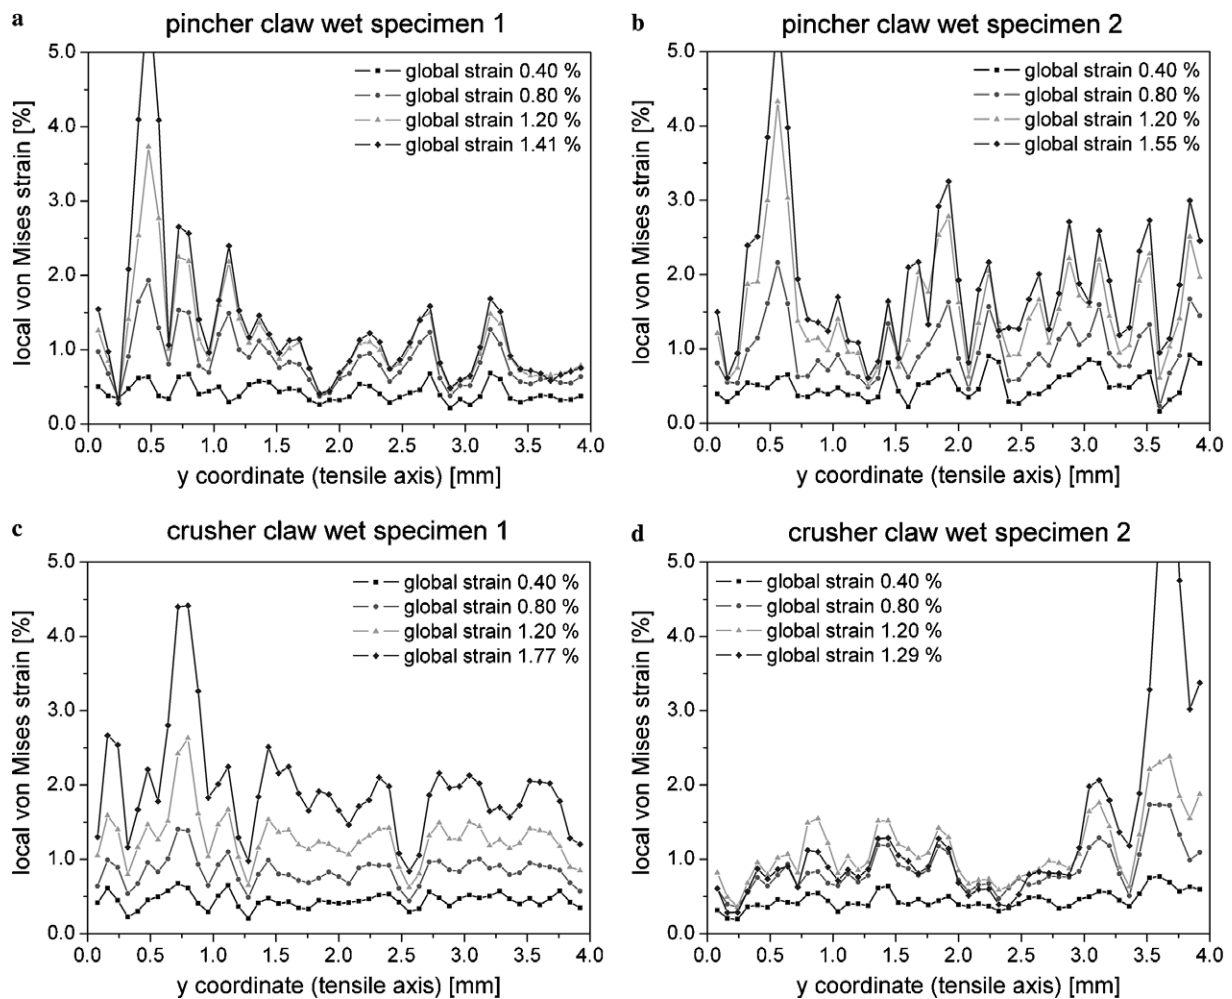 a
pincher claw wet specimen 1
global strain 0.40 %
global strain 0.80 %
global strain 1.20 %
global strain 1.41 %
local von Mises strain [%]
5.0
4.0
3.0
2.0
1.0
0.0
0.0 0.5 1.0 1.5 2.0 2.5 3.0 3.5 4.0
y coordinate (tensile axis) [mm]
b
pincher claw wet specimen 2
global strain 0.40 %
global strain 0.80 %
global strain 1.20 %
global strain 1.55 %
local von Mises strain [%]
5.0
4.0
3.0
2.0
1.0
0.0
0.0 0.5 1.0 1.5 2.0 2.5 3.0 3.5 4.0
y coordinate (tensile axis) [mm]
c
crusher claw wet specimen 1
global strain 0.40 %
global strain 0.80 %
global strain 1.20 %
global strain 1.77 %
local von Mises strain [%]
5.0
4.0
3.0
2.0
1.0
0.0
0.0 0.5 1.0 1.5 2.0 2.5 3.0 3.5 4.0
y coordinate (tensile axis) [mm]
d
crusher claw wet specimen 2
global strain 0.40 %
global strain 0.80 %
global strain 1.20 %
global strain 1.29 %
local von Mises strain [%]
5.0
4.0
3.0
2.0
1.0
0.0
0.0 0.5 1.0 1.5 2.0 2.5 3.0 3.5 4.0
y coordinate (tensile axis) [mm]